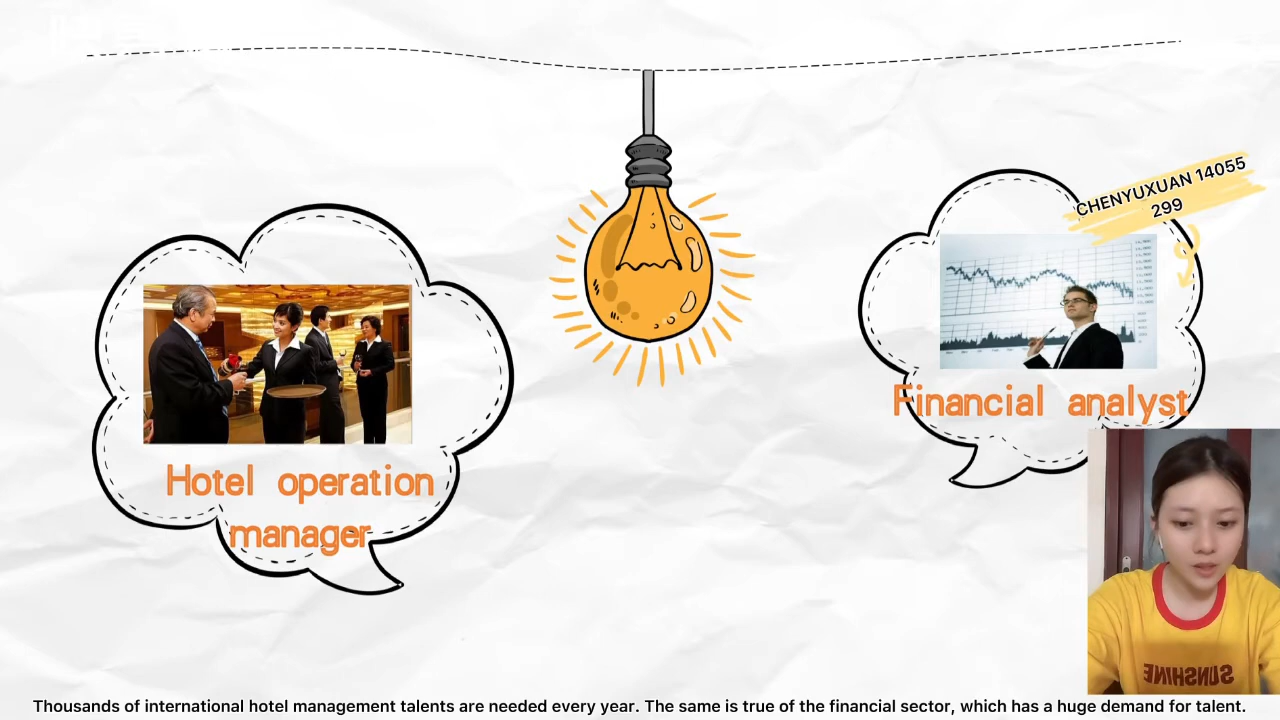 CHENYUXUAN 14055
299
Financial analyst
Hotel operation
manager
SUNSHINE
Thousands of international hotel management talents are needed every year. The same is true of the financial sector, which has a huge demand for talent.